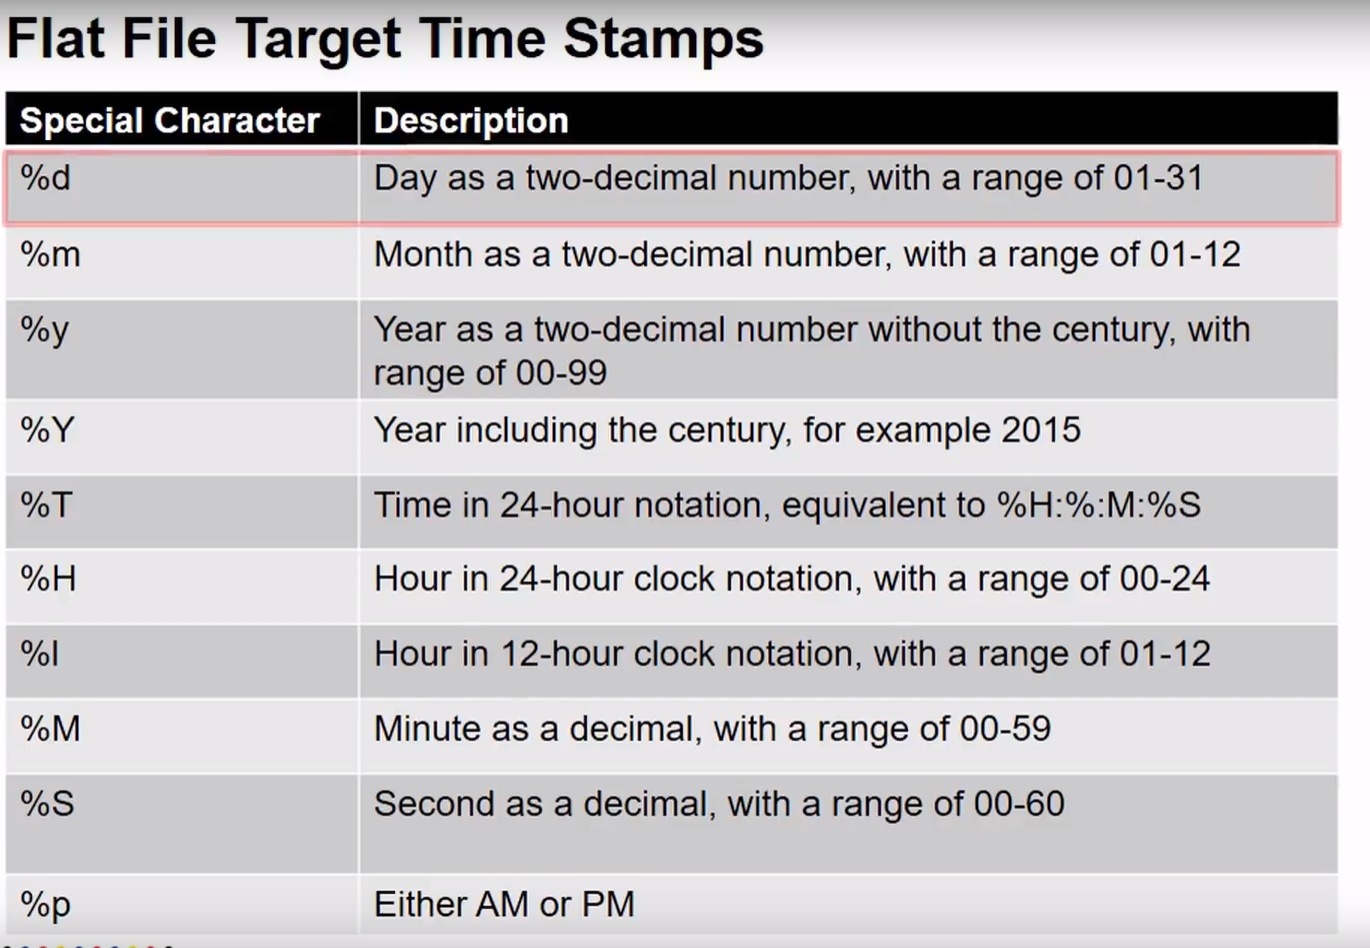 Flat File Target Time Stamps
Special Character Description
%d Day as a two-decimal number, with a range of 01-31
%m Month as a two-decimal number, with a range of 01-12
%y Year as a two-decimal number without the century, with
range of 00-99
%Y Year including the century, for example 2015
%T Time in 24-hour notation, equivalent to %H:%:M:%S
%H Hour in 24-hour clock notation, with a range of 00-24
%I Hour in 12-hour clock notation, with a range of 01-12
%M Minute as a decimal, with a range of 00-59
%S Second as a decimal, with a range of 00-60
%p Either AM or PM